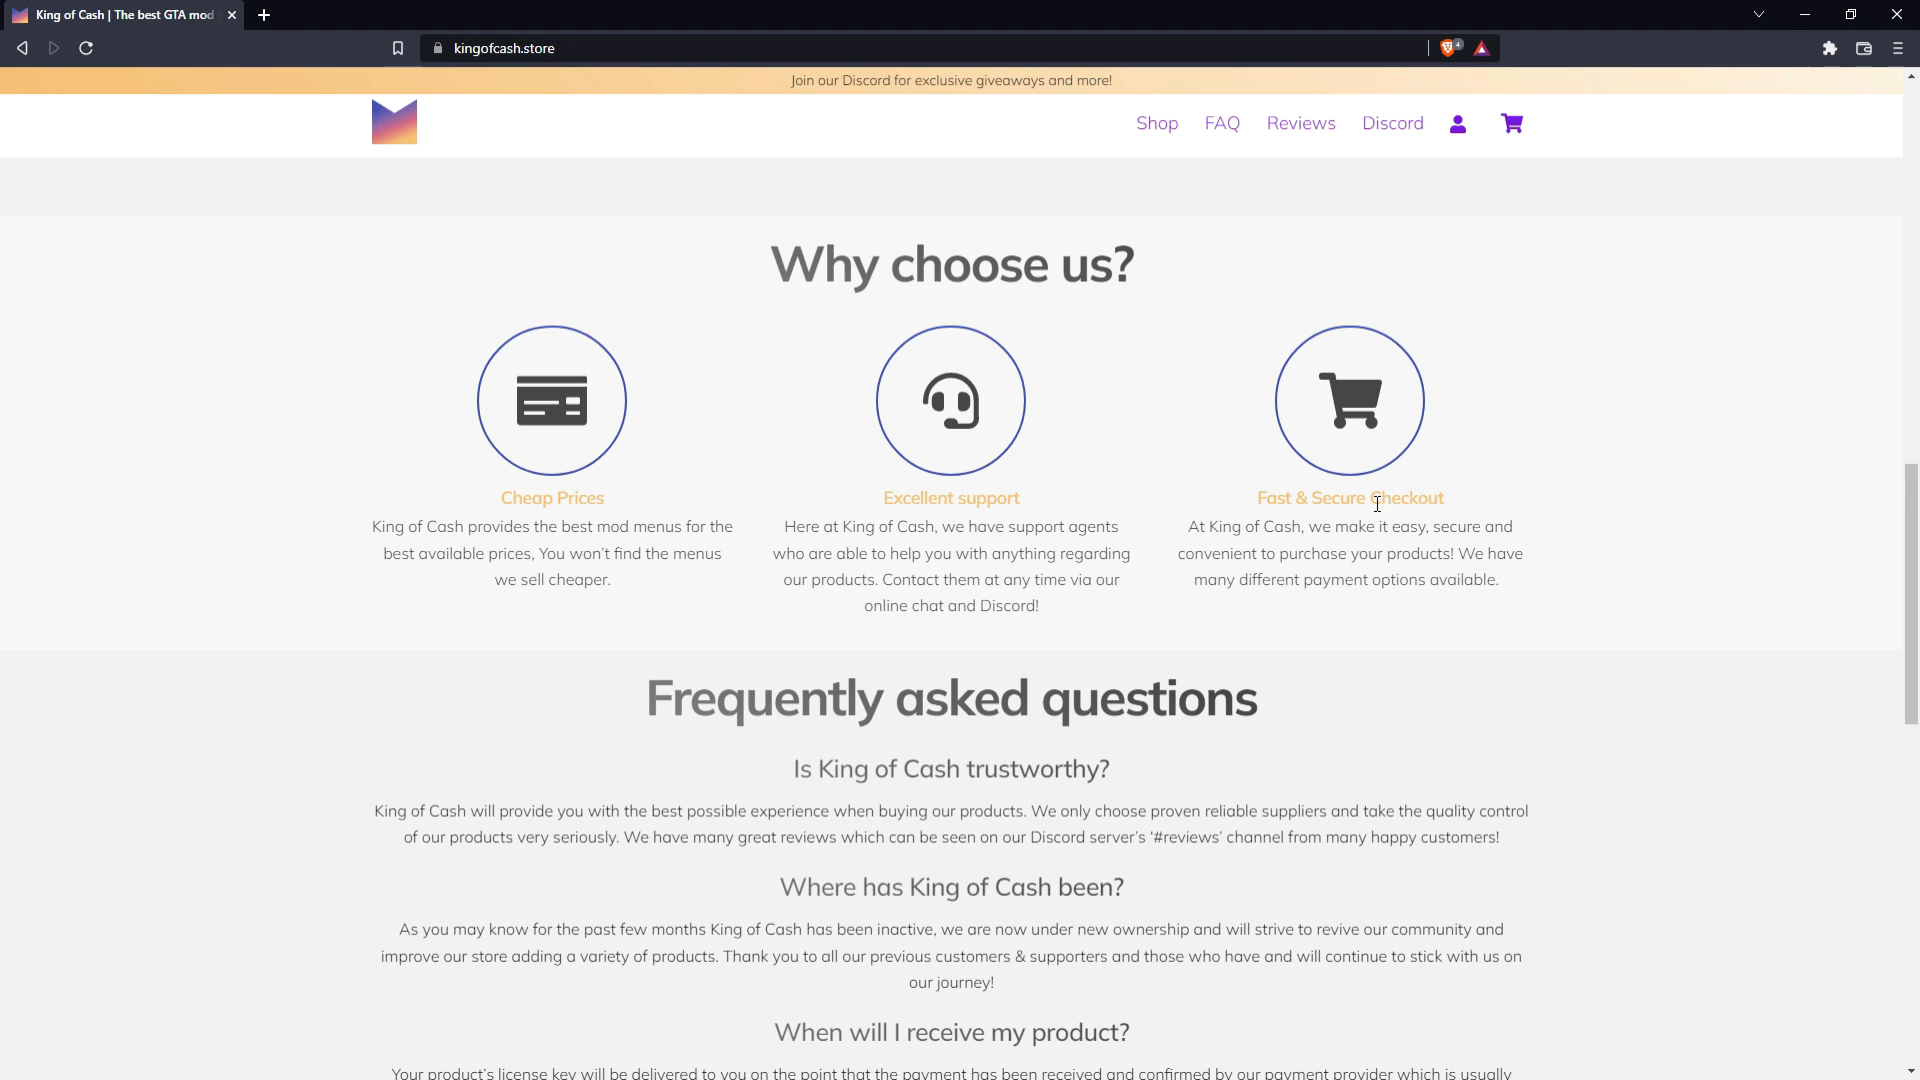 King of Cash | The best GTA mod
kingofcash.store
4
Join our Discord for exclusive giveaways and more!
Shop FAQ Reviews Discord
Why choose us?
Cheap Prices
King of Cash provides the best mod menus for the
best available prices, You won't find the menus
we sell cheaper.
Excellent support
Here at King of Cash, we have support agents
who are able to help you with anything regarding
our products. Contact them at any time via our
online chat and Discord!
Fast & Secure Checkout
At King of Cash, we make it easy, secure and
convenient to purchase your products! We have
many different payment options available.
Frequently asked questions
Is King of Cash trustworthy?
King of Cash will provide you with the best possible experience when buying our products. We only choose proven reliable suppliers and take the quality control
of our products very seriously. We have many great reviews which can be seen on our Discord server's '#reviews' channel from many happy customers!
Where has King of Cash been?
As you may know for the past few months King of Cash has been inactive, we are now under new ownership and will strive to revive our community and
improve our store adding a variety of products. Thank you to all our previous customers & supporters and those who have and will continue to stick with us on
our journey!
When will I receive my product?
Your product's license key will be delivered to you on the point that the payment has been received and confirmed by our payment provider which is usually